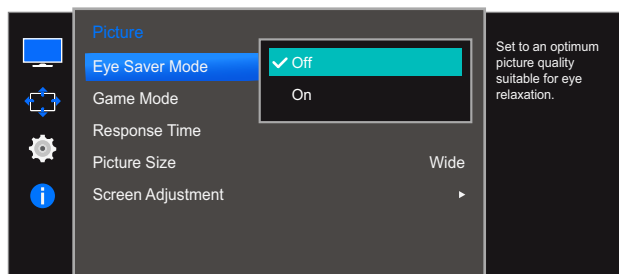 Picture
Eye Saver Mode
Off
On
Game Mode
Response Time
Picture Size Wide
Screen Adjustment
Set to an optimum
picture quality
suitable for eye
relaxation.